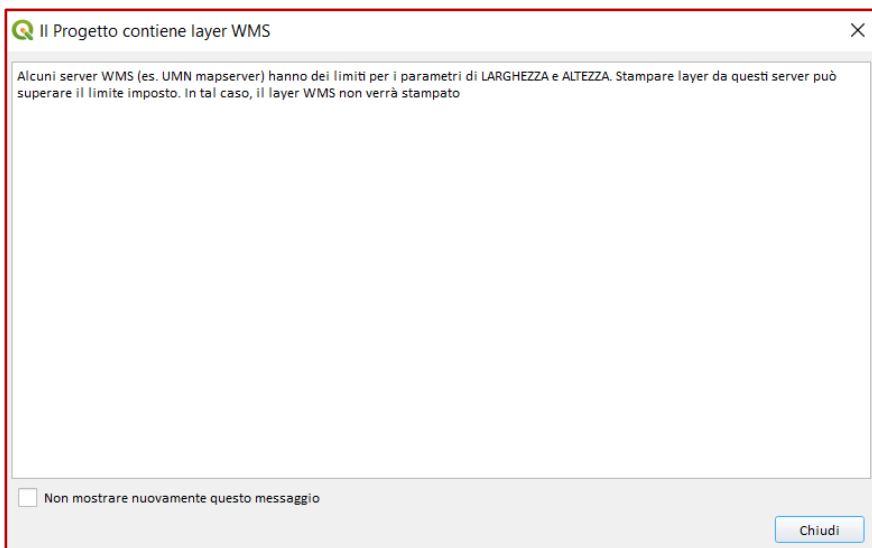 Il Progetto contiene layer WMS
Alcuni server WMS (es. UMN mapserver) hanno dei limiti per i parametri di LARGHEZZA e ALTEZZA. Stampare layer da questi server può
superare il limite imposto. In tal caso, il layer WMS non verrà stampato
Non mostrare nuovamente questo messaggio
Chiudi